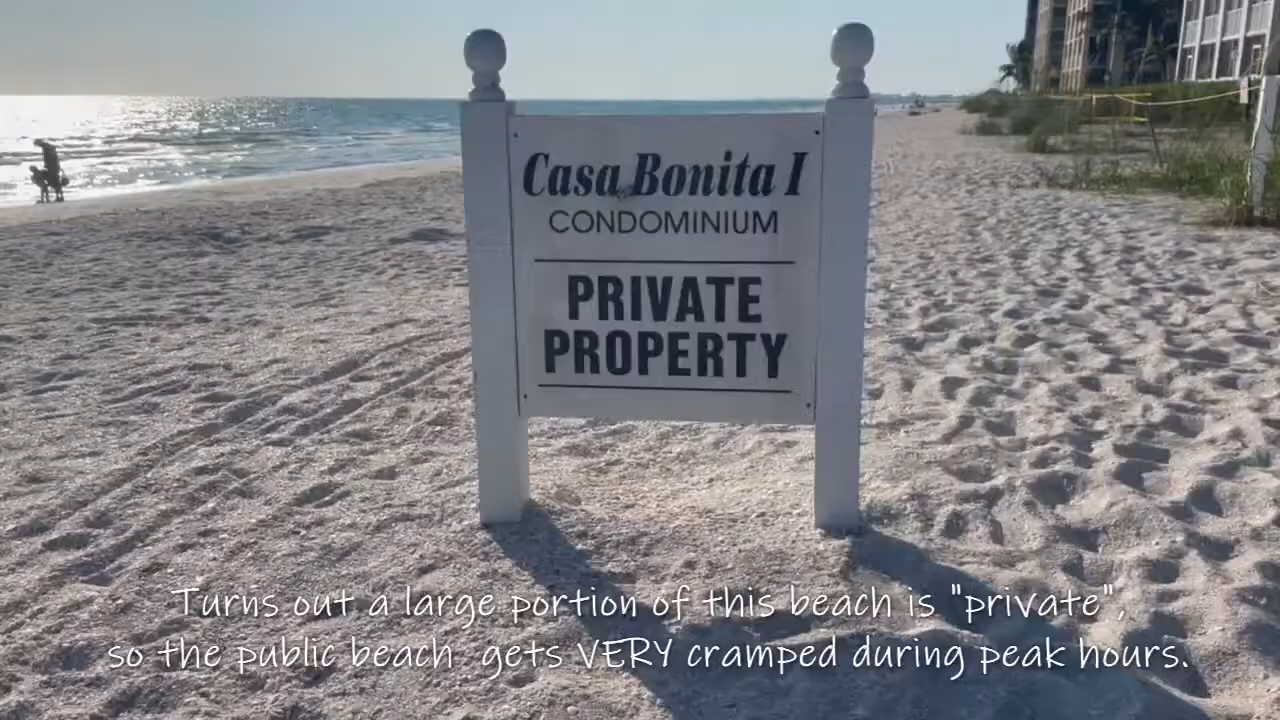 Casa Bonita I
CONDOMINIUM
PRIVATE
PROPERTY
Turns out a large portion of this beach is "private",
so the public beach gets VERY cramped during peak hours.